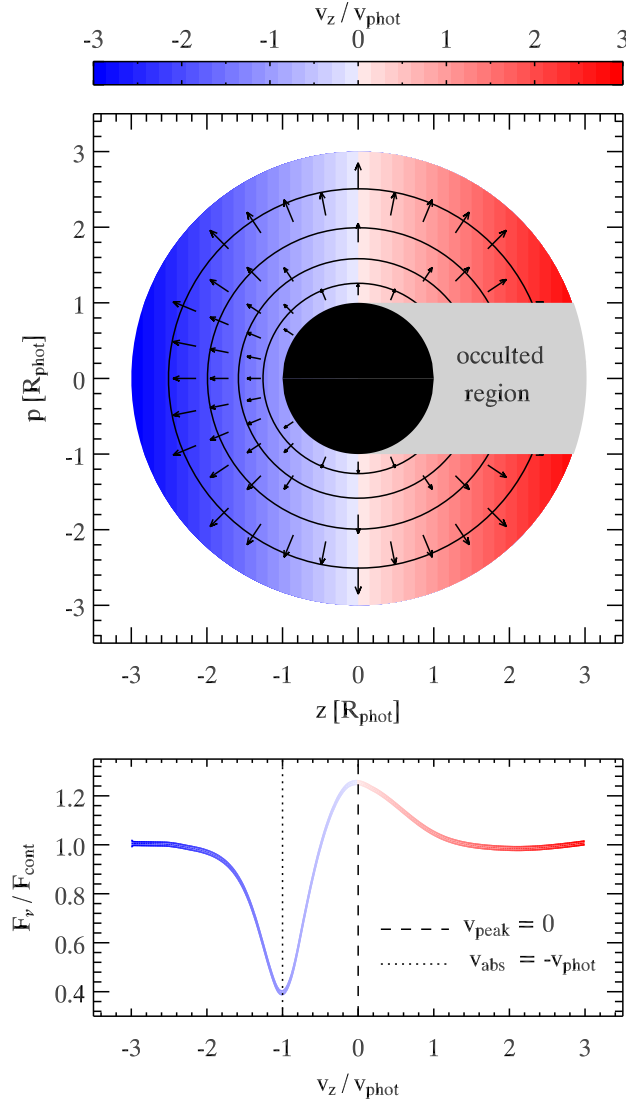 v_z / v_phot
-3 -2 -1 0 1 2 3
3
2
1
0
-1
-2
-3
p [R_phot]
occulted
region
-3 -2 -1 0 1 2 3
z [R_phot]
1.2
1.0
0.8
0.6
0.4
F_ν / F_cont
v_peak = 0
v_abs = -v_phot
-3 -2 -1 0 1 2 3
v_z / v_phot